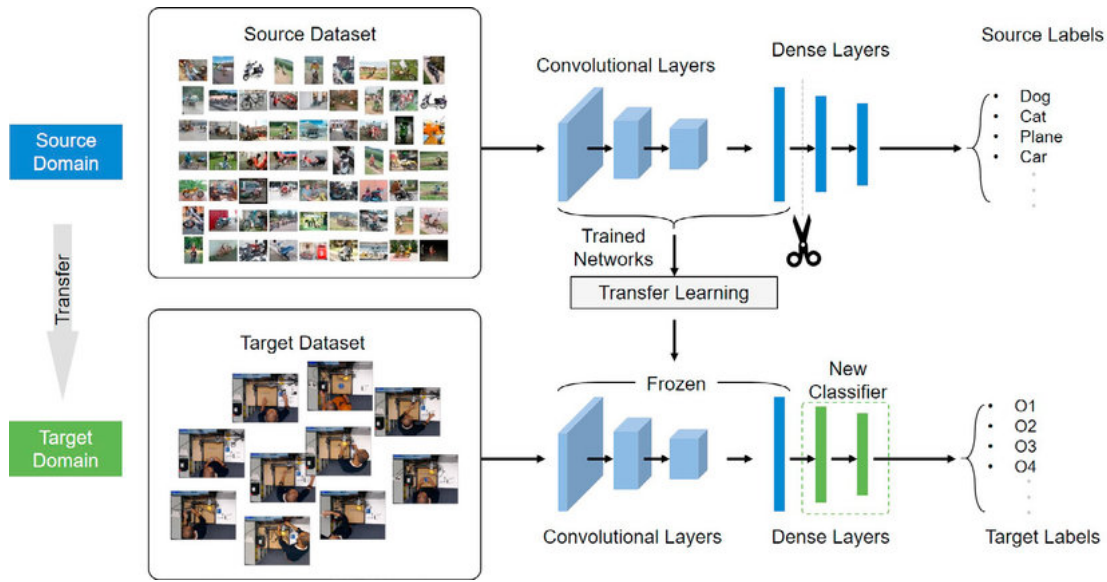 Source Dataset
Source Labels
Dense Layers
Convolutional Layers
• Dog
• Cat
• Plane
• Car
Source
Domain
Transfer
Trained
Networks
Transfer Learning
Target Dataset
Frozen
New
Classifier
• O1
• O2
• O3
• O4
Target
Domain
Convolutional Layers
Dense Layers
Target Labels